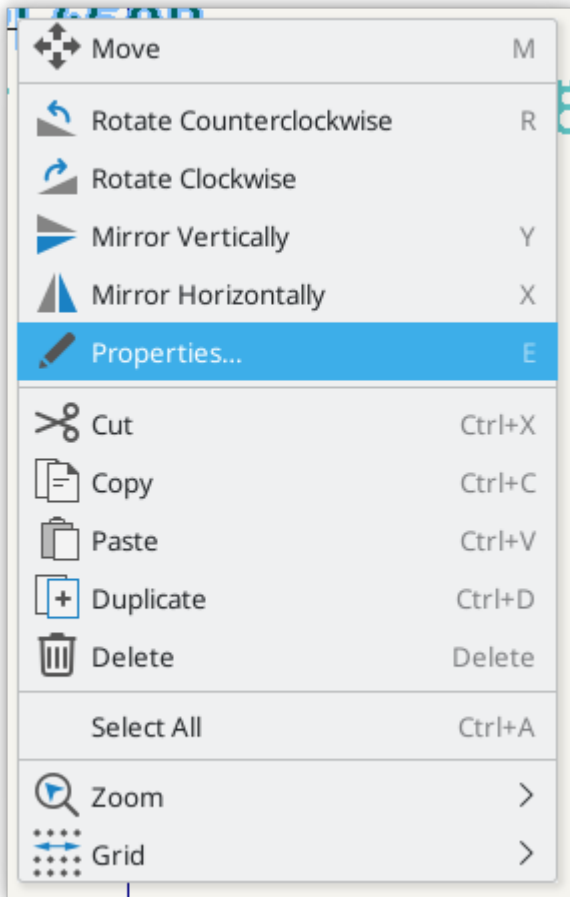 Move M
Rotate Counterclockwise R
Rotate Clockwise
Mirror Vertically Y
Mirror Horizontally X
Properties... E
Cut Ctrl+X
Copy Ctrl+C
Paste Ctrl+V
Duplicate Ctrl+D
Delete Delete
Select All Ctrl+A
Zoom
Grid